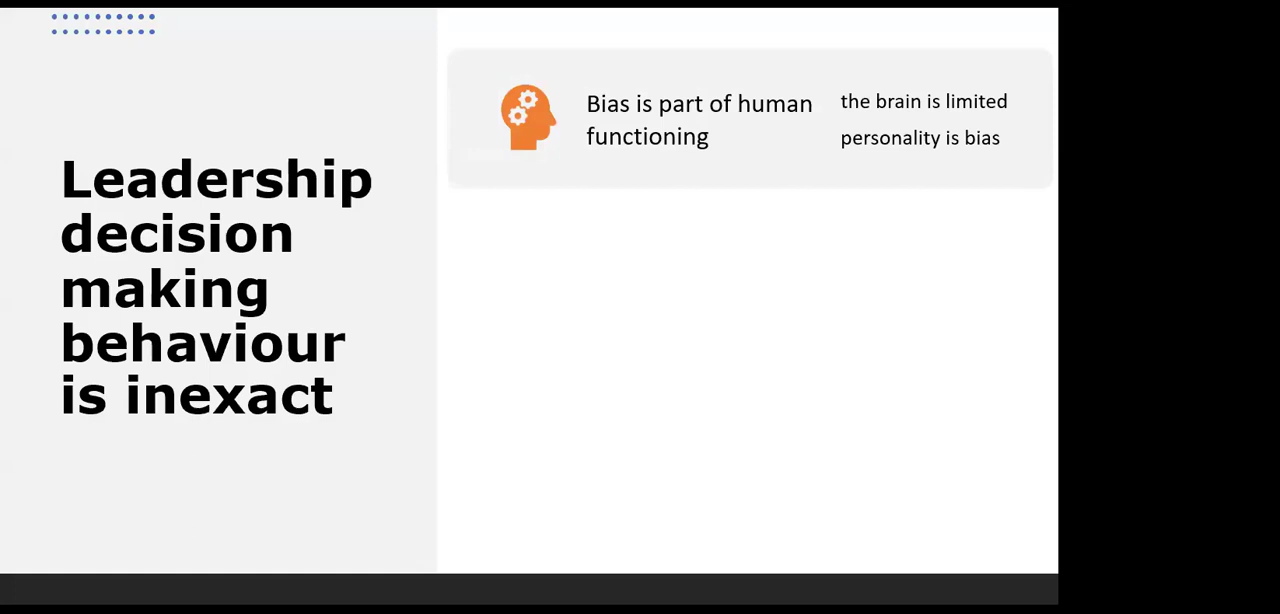 Leadership
decision
making
behaviour
is inexact
Bias is part of human
functioning
the brain is limited
personality is bias